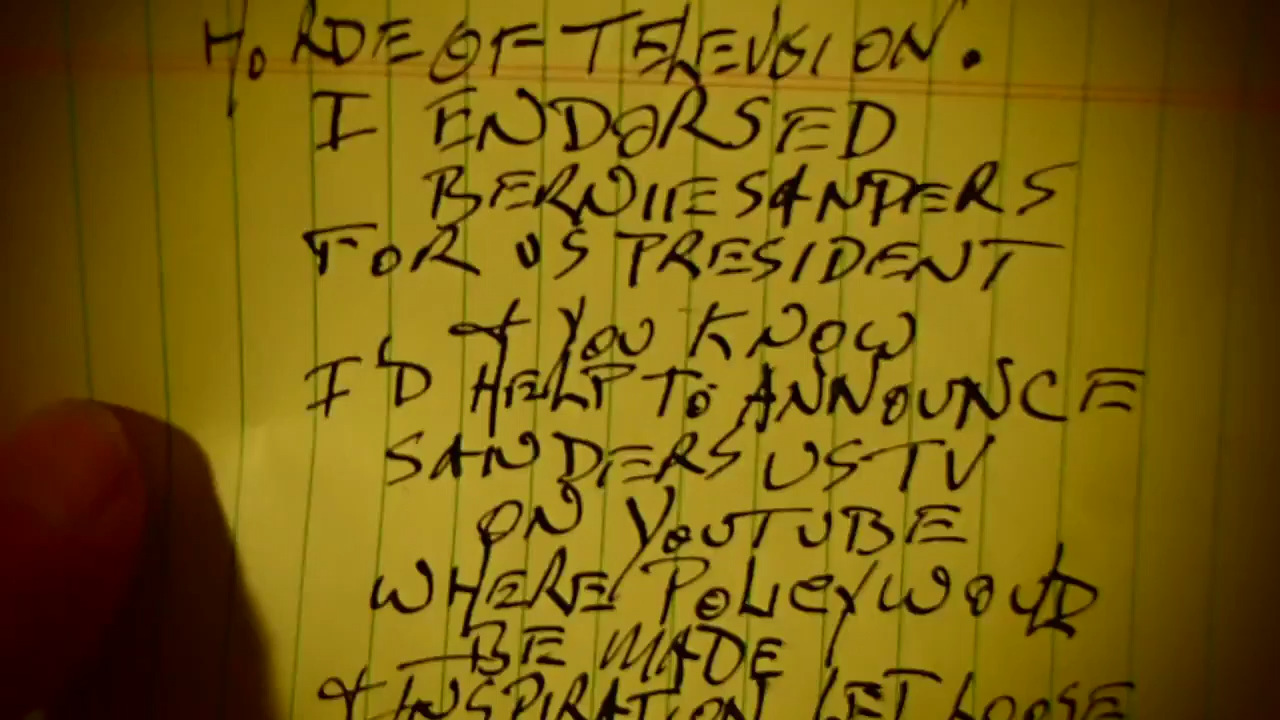 HORDE OF TELEVISION.
I ENDORSED
BERNIE SANDERS
FOR US PRESIDENT
& YOU KNOW
I'D HELP TO ANNOUNCE
SANDERS US TV
ON YOUTUBE
WHERE POLICY WOULD
BE MADE
& INSPIRATION LET LOOSE